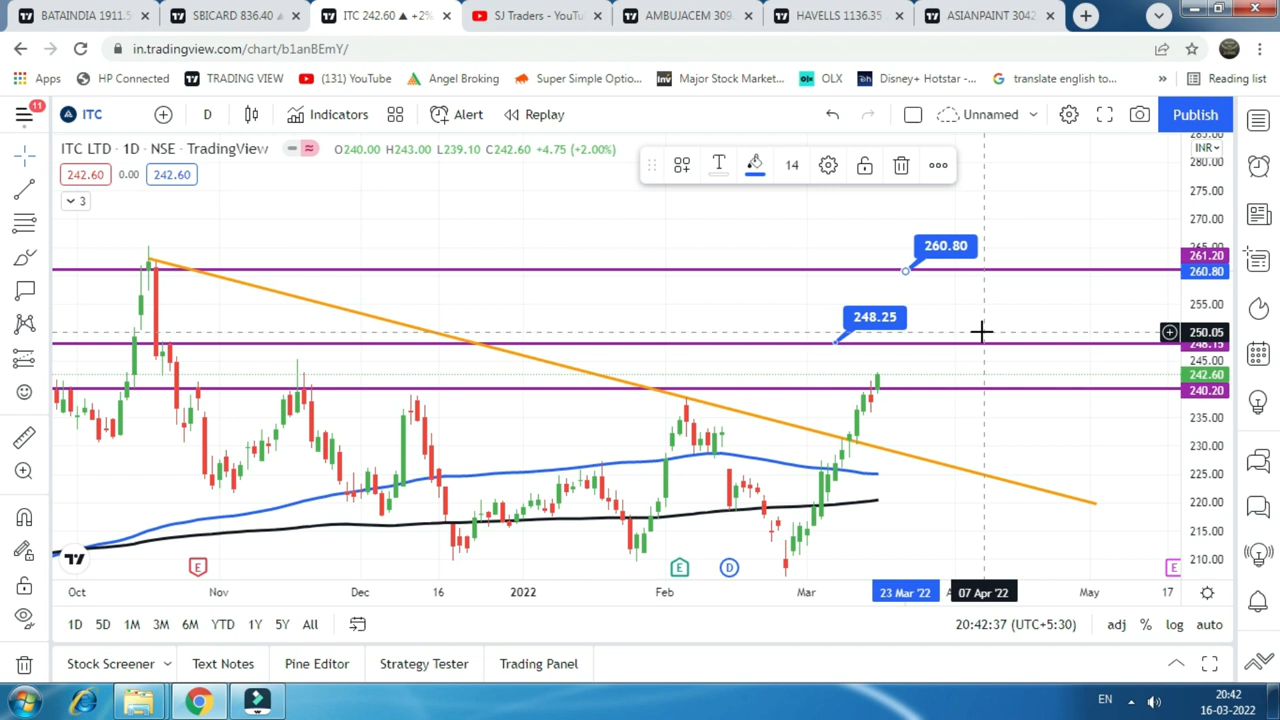 BATAINDIA 1911.5
SBICARD 836.40 ▲
ITC 242.60 ▲ +2%
SJ Traders - YouTu
AMBUJACEM 309.
HAVELLS 1136.35
ASIANPAINT 3042
in.tradingview.com/chart/b1anBEmY/
Apps
HP Connected
TRADING VIEW
(131) YouTube
Angel Broking
Super Simple Optio...
Major Stock Market...
OLX
Disney+ Hotstar -...
translate english to...
»
Reading list
11
ITC
D
Indicators
Alert
Replay
Unnamed
Publish
ITC LTD - 1D - NSE - TradingView
O240.00 H243.00 L239.10 C242.60 +4.75 (+2.00%)
242.60
0.00
242.60
3
T
14
285.00
INR
280.00
275.00
270.00
265.00
261.20
260.80
255.00
250.05
248.15
245.00
242.60
240.20
235.00
230.00
225.00
220.00
215.00
210.00
260.80
248.25
E
E
D
E
Oct
Nov
Dec
16
2022
Feb
Mar
23 Mar '22
07 Apr '22
May
17
1D
5D
1M
3M
6M
YTD
1Y
5Y
All
20:42:37 (UTC+5:30)
adj
%
log
auto
Stock Screener
Text Notes
Pine Editor
Strategy Tester
Trading Panel
EN
20:42
16-03-2022